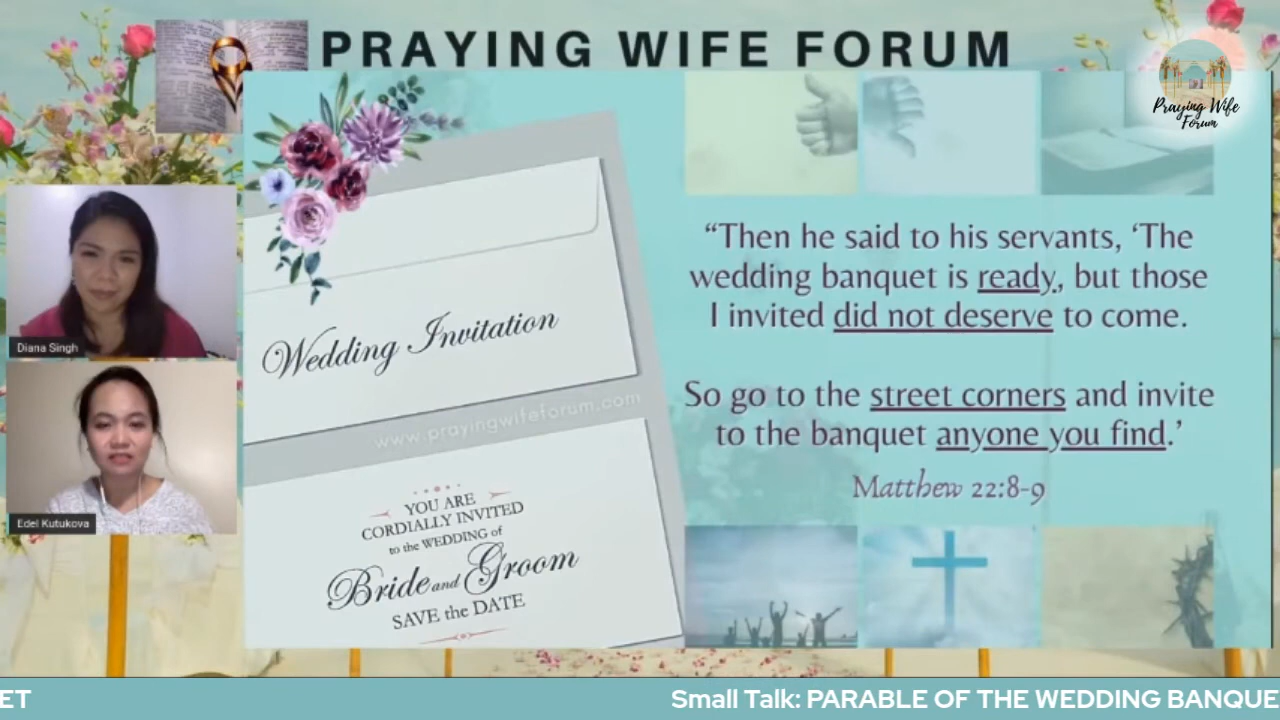 PRAYING WIFE FORUM
Praying Wife
Forum
Diana Singh
Edel Kutukova
Wedding Invitation
www.prayingwifeforum.com
YOU ARE
CORDIALLY INVITED
to the WEDDING of
Bride and Groom
SAVE the DATE
“Then he said to his servants, ‘The
wedding banquet is ready, but those
I invited did not deserve to come.
So go to the street corners and invite
to the banquet anyone you find.’
Matthew 22:8-9
ET
Small Talk: PARABLE OF THE WEDDING BANQUE